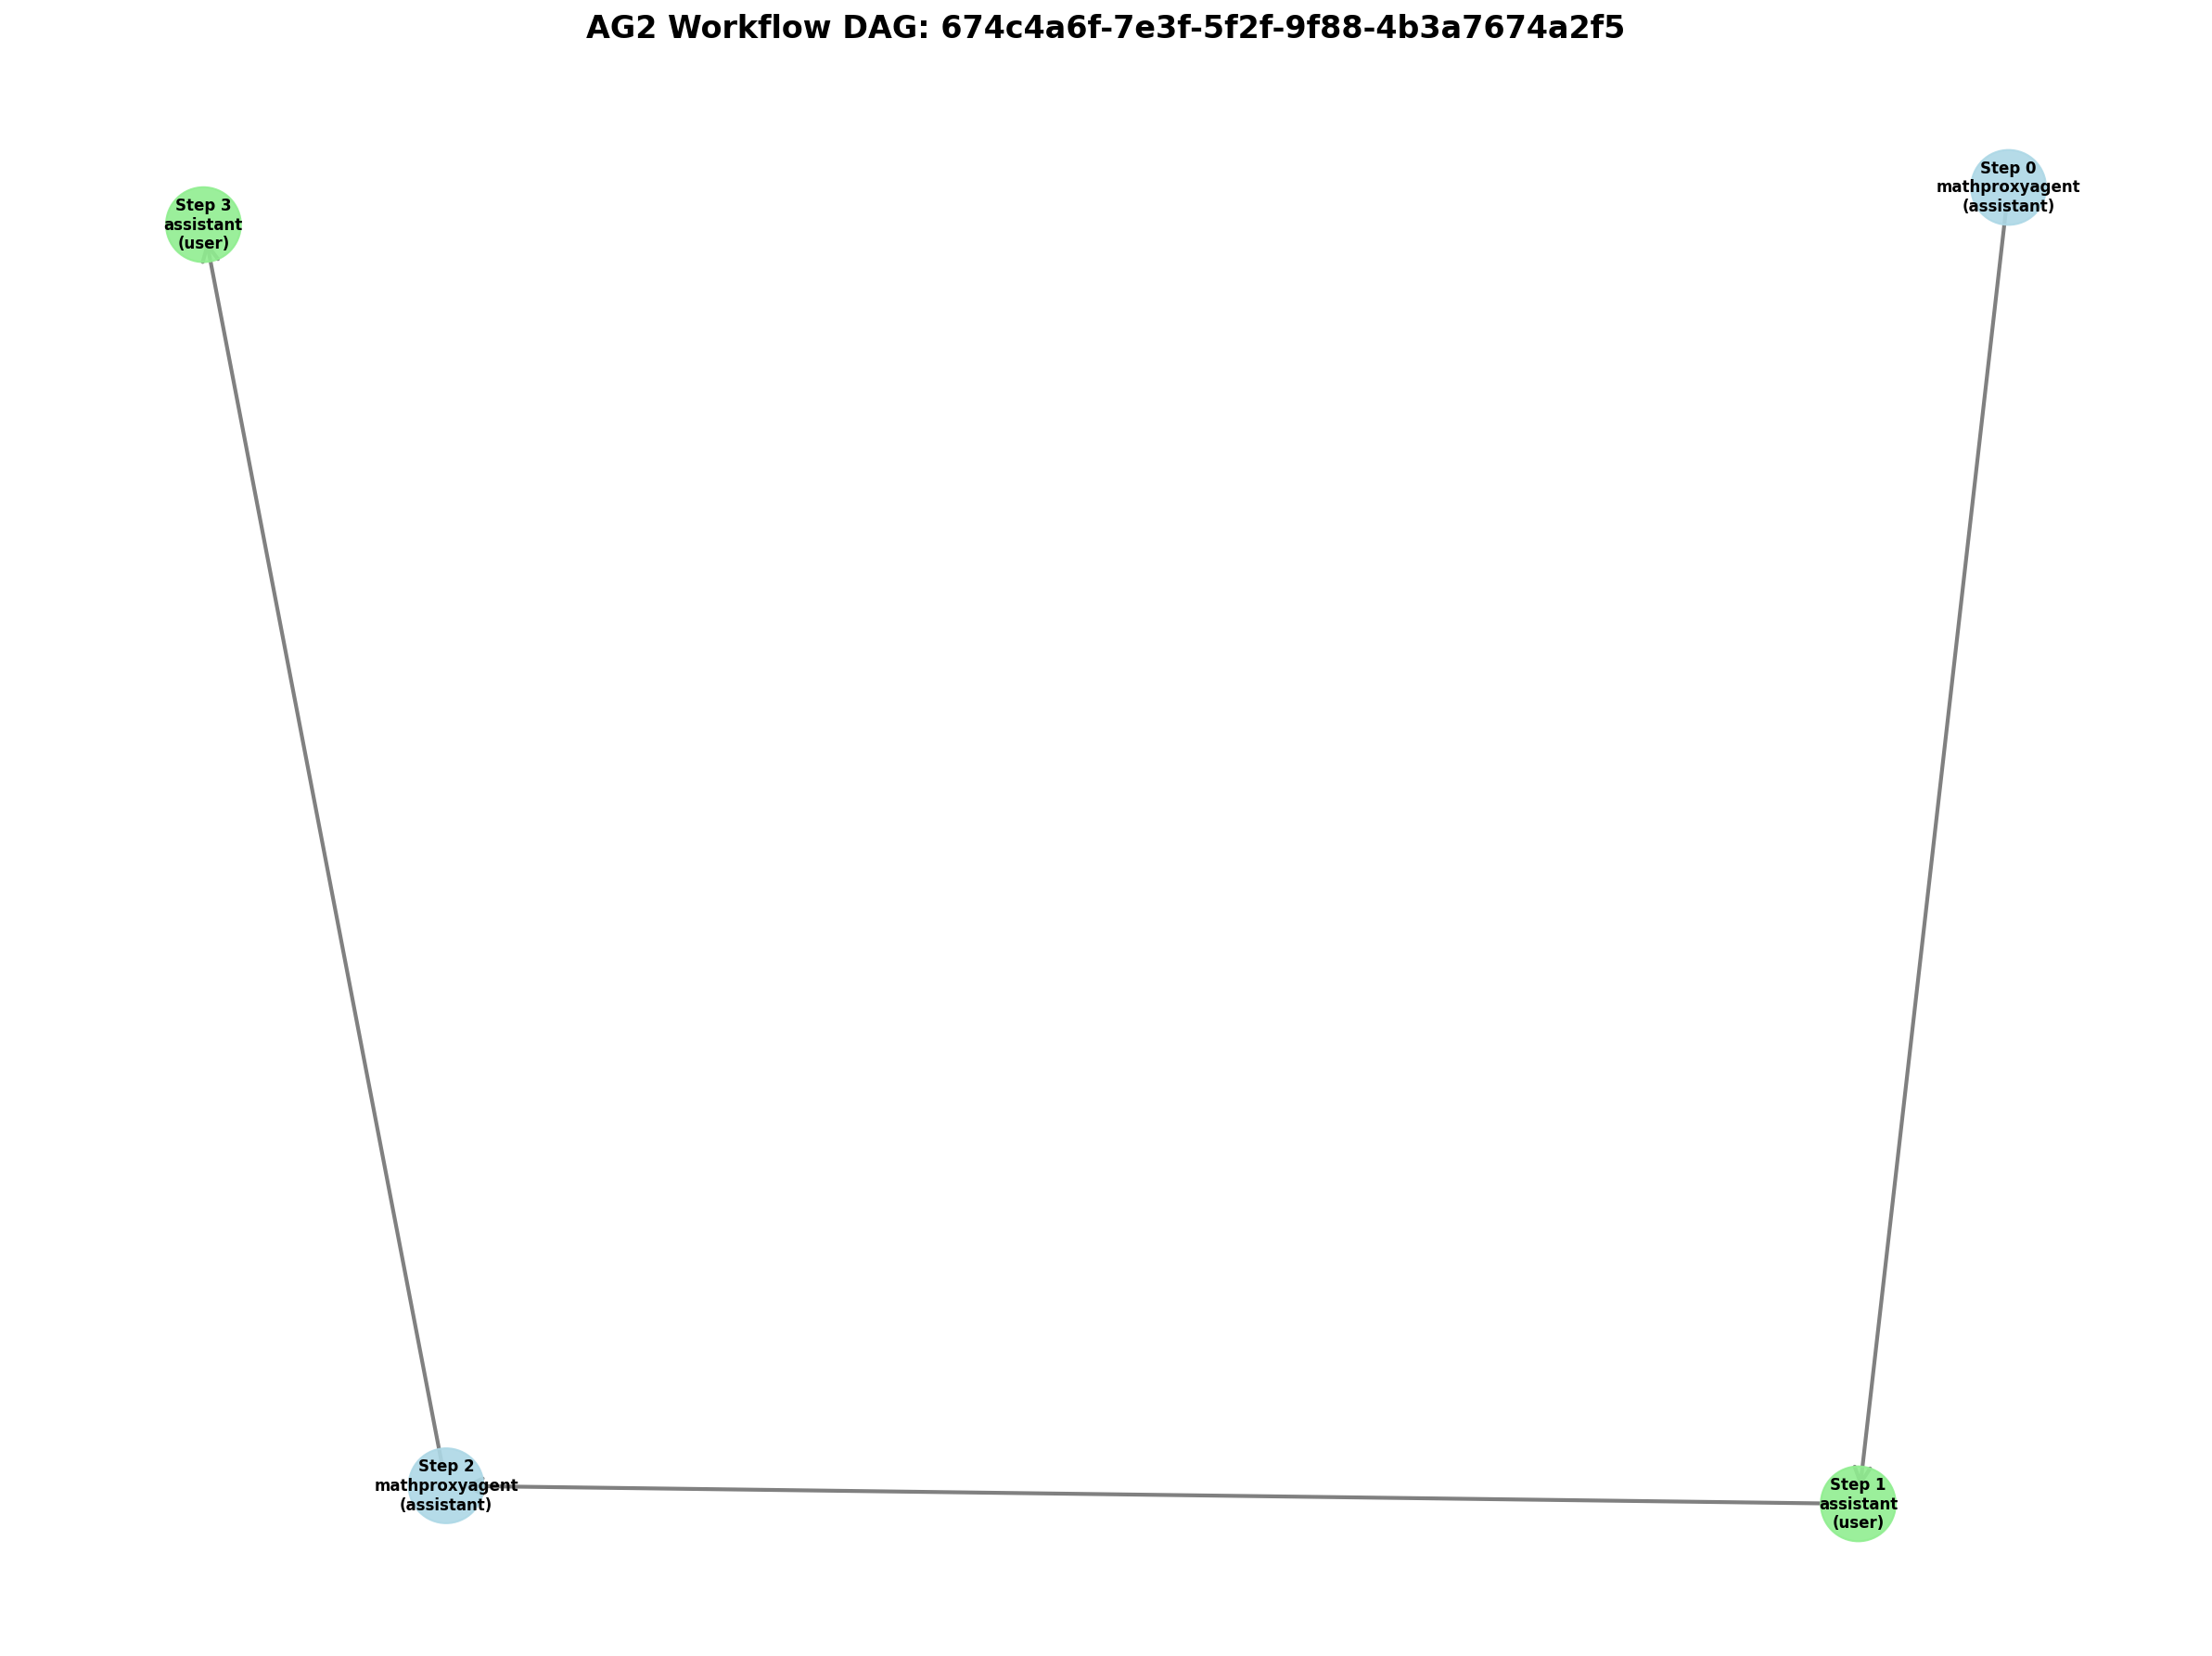 AG2 Workflow DAG: 674c4a6f-7e3f-5f2f-9f88-4b3a7674a2f5
Step 0
mathproxyagent
(assistant)
Step 3
assistant
(user)
Step 2
mathproxyagent
(assistant)
Step 1
assistant
(user)